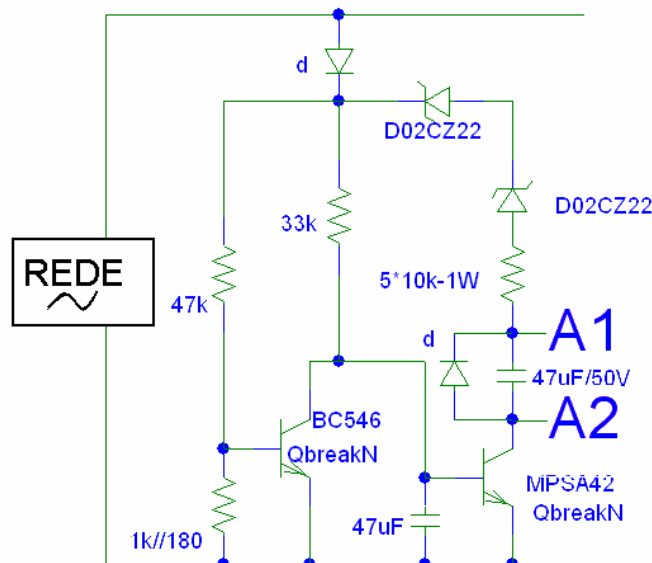 d
D02CZ22
D02CZ22
33k
REDE
5*10k-1W
47k
A1
d
47uF/50V
A2
BC546
QbreakN
MPSA42
QbreakN
47uF
1k//180